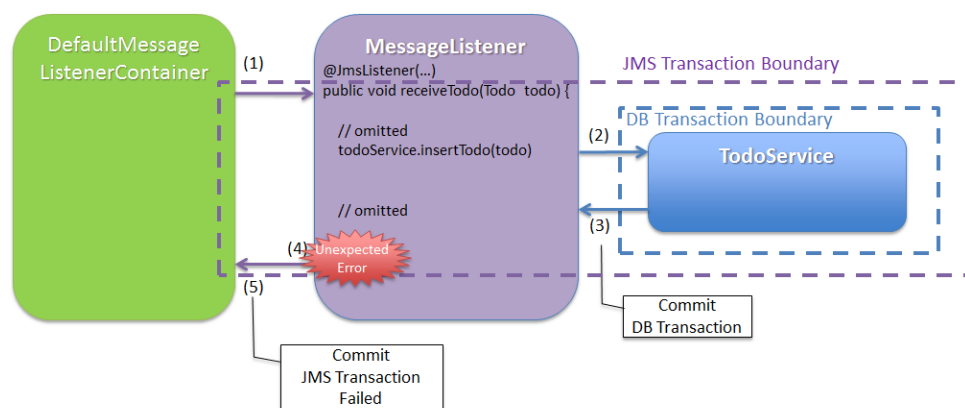 DefaultMessage
ListenerContainer
(1)
MessageListener
@JmsListener(...)
public void receiveTodo(Todo todo) {
// omitted
todoService.insertTodo(todo)
// omitted
JMS Transaction Boundary
DB Transaction Boundary
(2)
TodoService
(3)
(4)
Unexpected
Error
(5)
Commit
DB Transaction
Commit
JMS Transaction
Failed